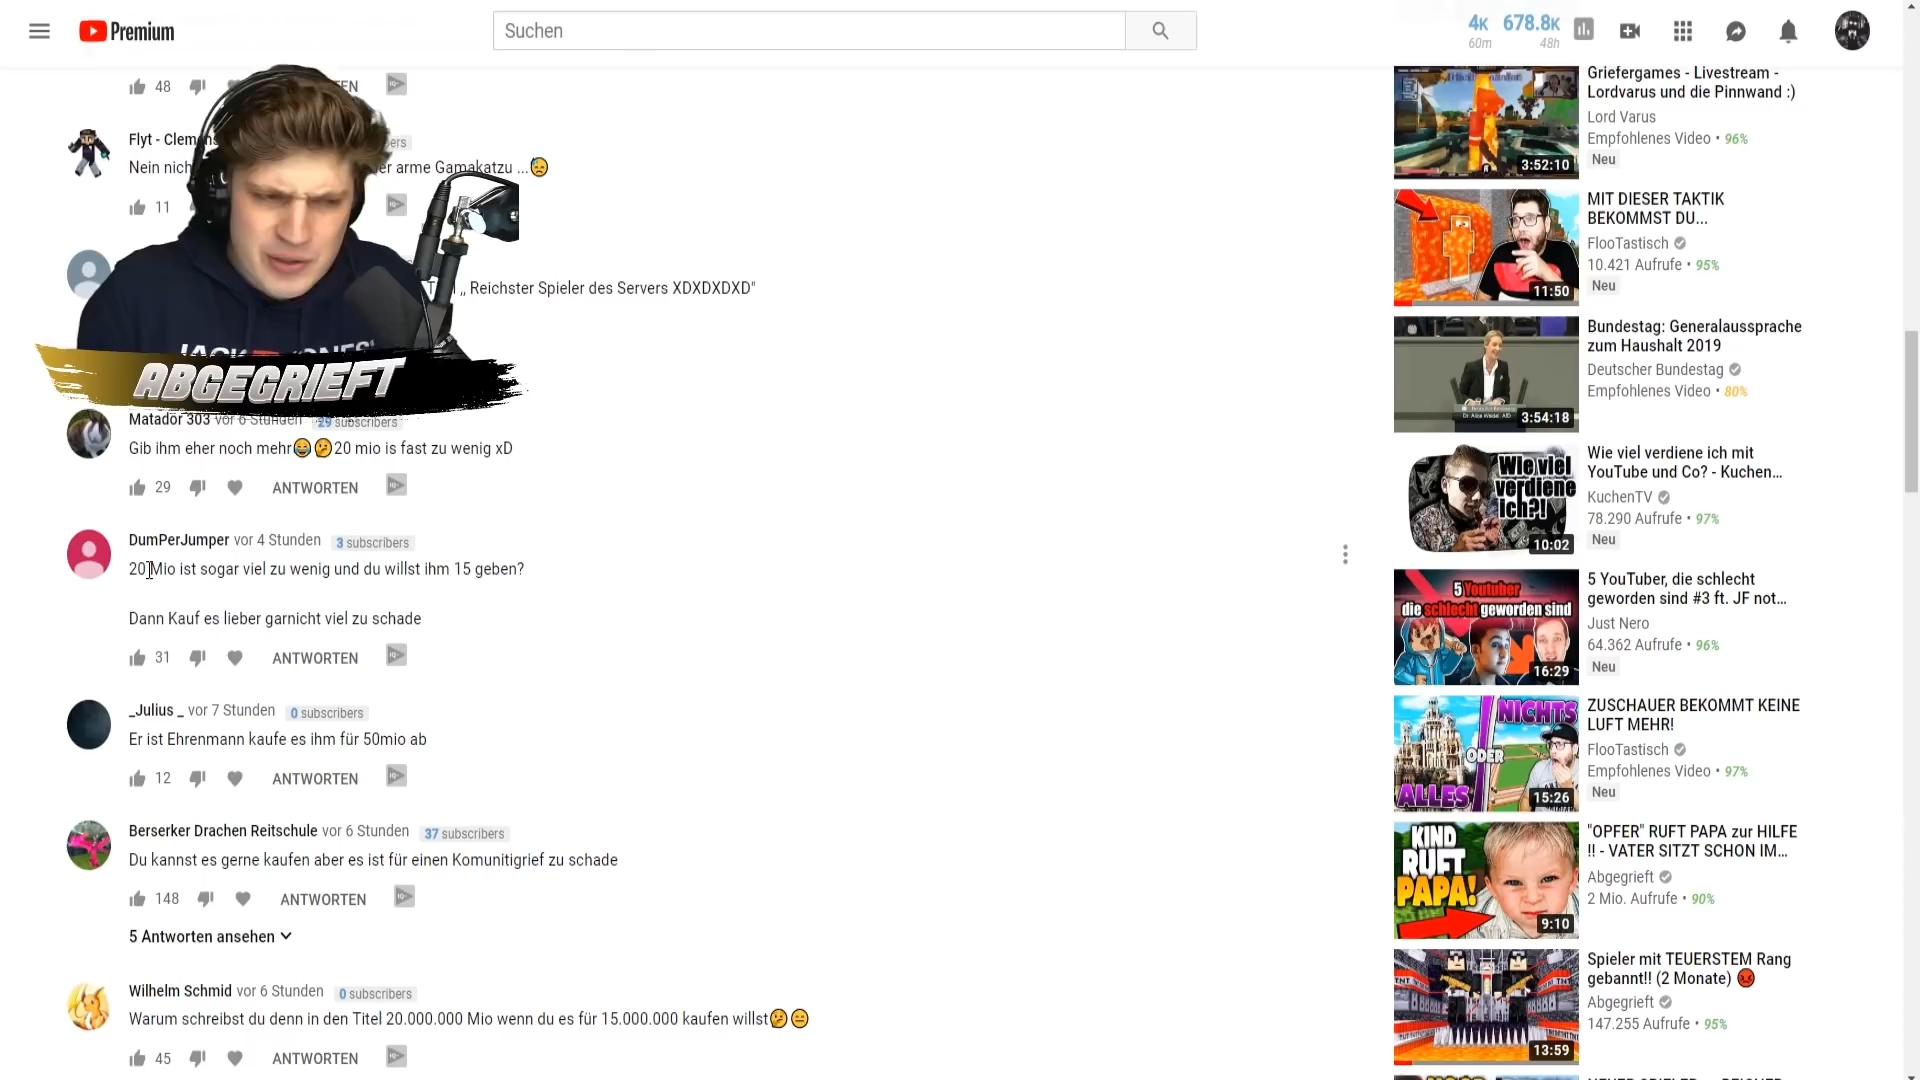 Premium
Suchen
4K 678.8K
60m 48h
48
Flyt - Clemens
Nein nich
er arme Gamakatzu ...😓
11
„ Reichster Spieler des Servers XDXDXDXD"
JACK JONES
ABGEGRIEFT
Matador 303 vor 6 Stunden 29 subscribers
Gib ihm eher noch mehr😂🤔20 mio is fast zu wenig xD
29 ANTWORTEN
DumPerJumper vor 4 Stunden 3 subscribers
20 Mio ist sogar viel zu wenig und du willst ihm 15 geben?
Dann Kauf es lieber garnicht viel zu schade
31 ANTWORTEN
_Julius _ vor 7 Stunden 0 subscribers
Er ist Ehrenmann kaufe es ihm für 50mio ab
12 ANTWORTEN
Berserker Drachen Reitschule vor 6 Stunden 37 subscribers
Du kannst es gerne kaufen aber es ist für einen Komunitigrief zu schade
148 ANTWORTEN
5 Antworten ansehen
Wilhelm Schmid vor 6 Stunden 0 subscribers
Warum schreibst du denn in den Titel 20.000.000 Mio wenn du es für 15.000.000 kaufen willst🤔😑
45 ANTWORTEN
3:52:10
Griefergames - Livestream -
Lordvarus und die Pinnwand :)
Lord Varus
Empfohlenes Video • 96%
Neu
11:50
MIT DIESER TAKTIK
BEKOMMST DU...
FlooTastisch
10.421 Aufrufe • 95%
Neu
3:54:18
Bundestag: Generalaussprache
zum Haushalt 2019
Deutscher Bundestag
Empfohlenes Video • 80%
Wie viel
verdiene
ich?!
10:02
Wie viel verdiene ich mit
YouTube und Co? - Kuchen...
KuchenTV
78.290 Aufrufe • 97%
Neu
5 Youtuber
die schlecht geworden sind
16:29
5 YouTuber, die schlecht
geworden sind #3 ft. JF not...
Just Nero
64.362 Aufrufe • 96%
Neu
NICHTS
ODER
ALLES
15:26
ZUSCHAUER BEKOMMT KEINE
LUFT MEHR!
FlooTastisch
Empfohlenes Video • 97%
Neu
KIND
RUFT
PAPA!
9:10
"OPFER" RUFT PAPA zur HILFE
!! - VATER SITZT SCHON IM...
Abgegrieft
2 Mio. Aufrufe • 90%
13:59
Spieler mit TEUERSTEM Rang
gebannt!! (2 Monate) 😡
Abgegrieft
147.255 Aufrufe • 95%